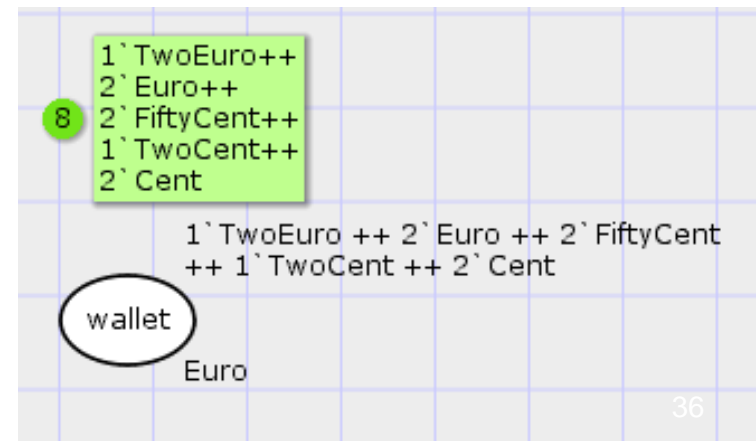 1`TwoEuro++
2`Euro++
8
2`FiftyCent++
1`TwoCent++
2`Cent
1`TwoEuro ++ 2`Euro ++ 2`FiftyCent
++ 1`TwoCent ++ 2`Cent
wallet
Euro
36